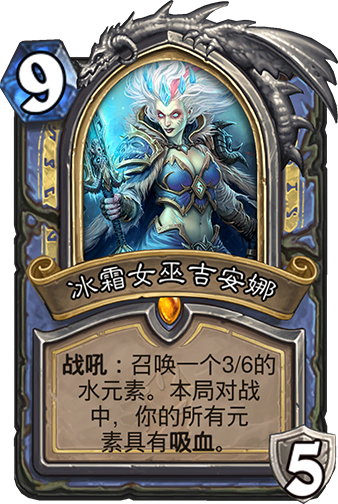 9
冰霜女巫吉安娜
战吼：召唤一个3/6的
水元素。本局对战
中，你的所有元
素具有吸血。
5